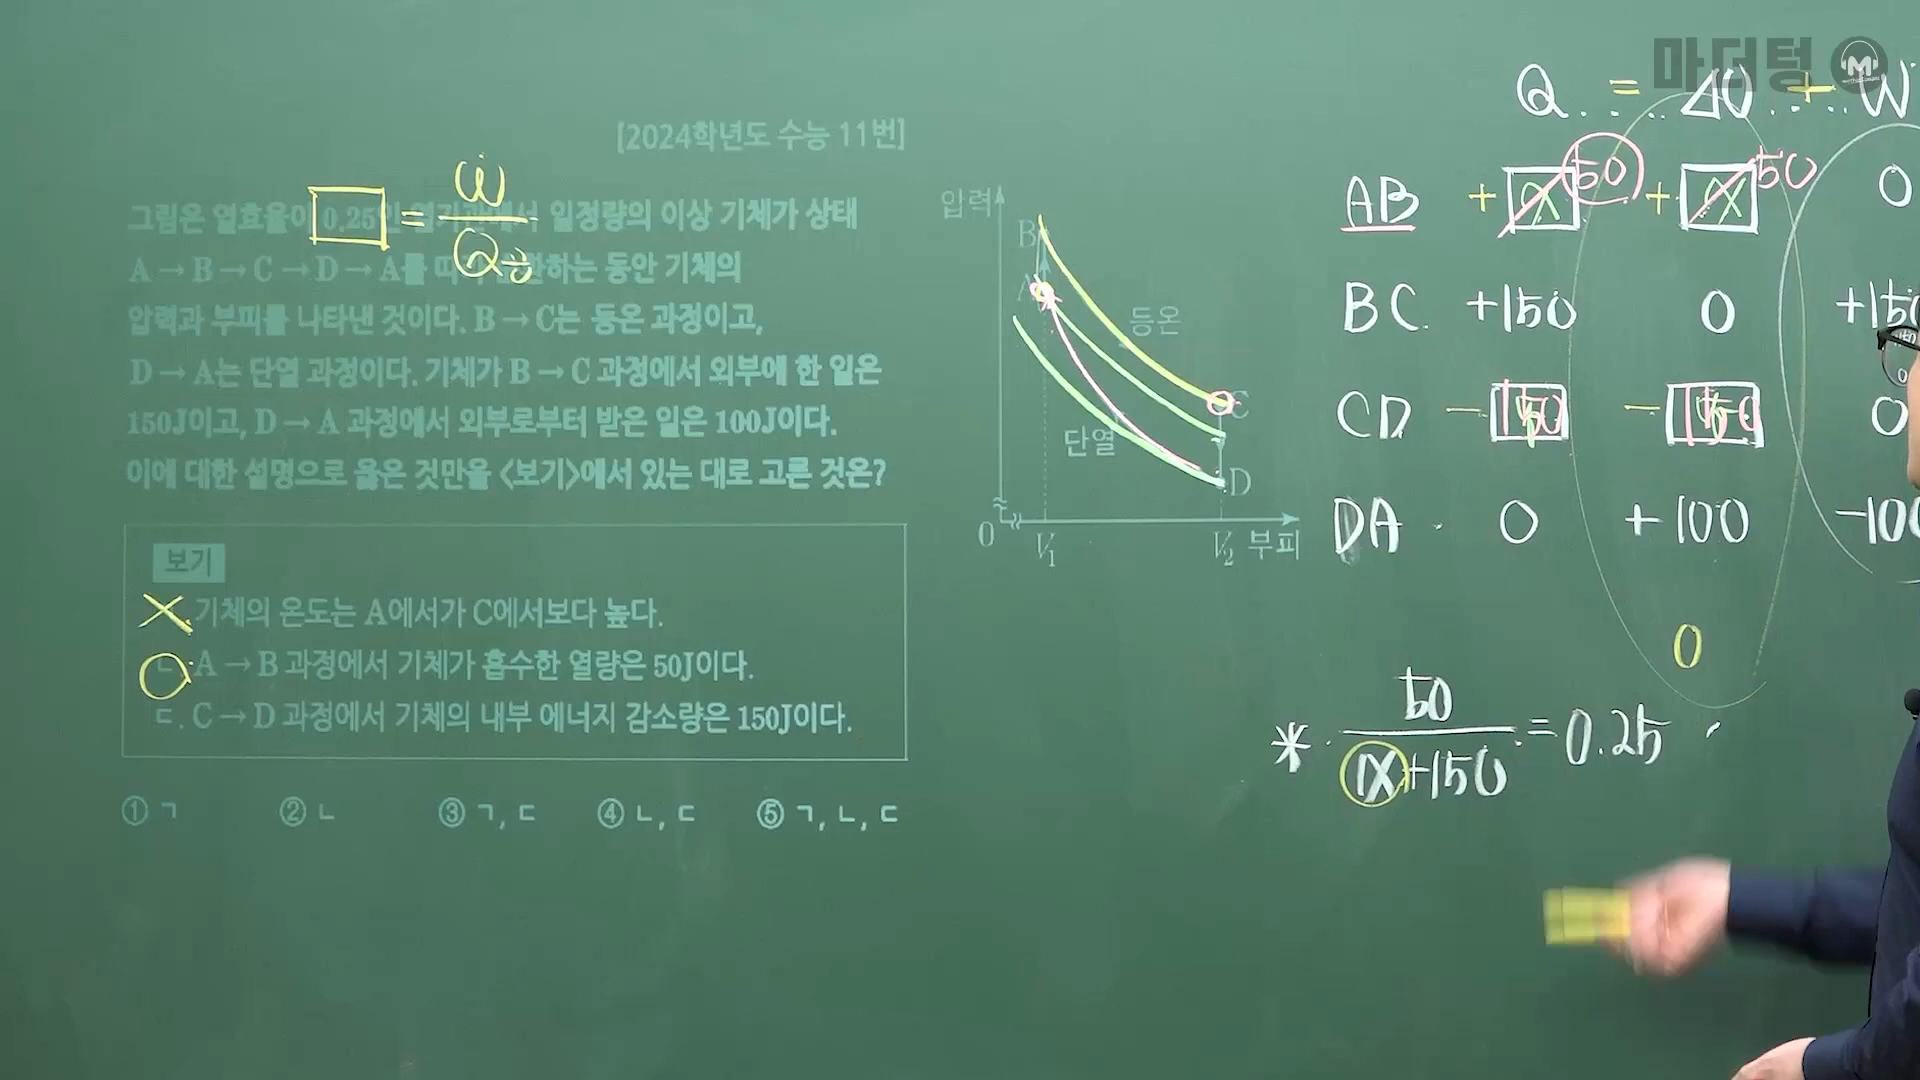 마더텅 M
[2024학년도 수능 11번]
그림은 열효율이 0.25인 일정량의 이상 기체가 상태
A → B → C → D → A를 하는 동안 기체의
압력과 부피를 나타낸 것이다. B → C는 등온 과정이고,
D → A는 단열 과정이다. 기체가 B → C 과정에서 외부에 한 일은
150J이고, D → A 과정에서 외부로부터 받은 일은 100J이다.
이에 대한 설명으로 옳은 것만을 <보기>에서 있는 대로 고른 것은?
= W / Q
보기
기체의 온도는 A에서가 C에서보다 높다.
ㄴ. A → B 과정에서 기체가 흡수한 열량은 50J이다.
ㄷ. C → D 과정에서 기체의 내부 에너지 감소량은 150J이다.
① ㄱ ② ㄴ ③ ㄱ, ㄷ ④ ㄴ, ㄷ ⑤ ㄱ, ㄴ, ㄷ
압력
B
A
등온
C
단열
D
0 V1 V2 부피
Q = ΔU + W
AB + x 50 + x 50 0
BC +150 0 +150
CD - 150 - 150 0
DA 0 +100 -100
0
* 50 / x+150 = 0.25